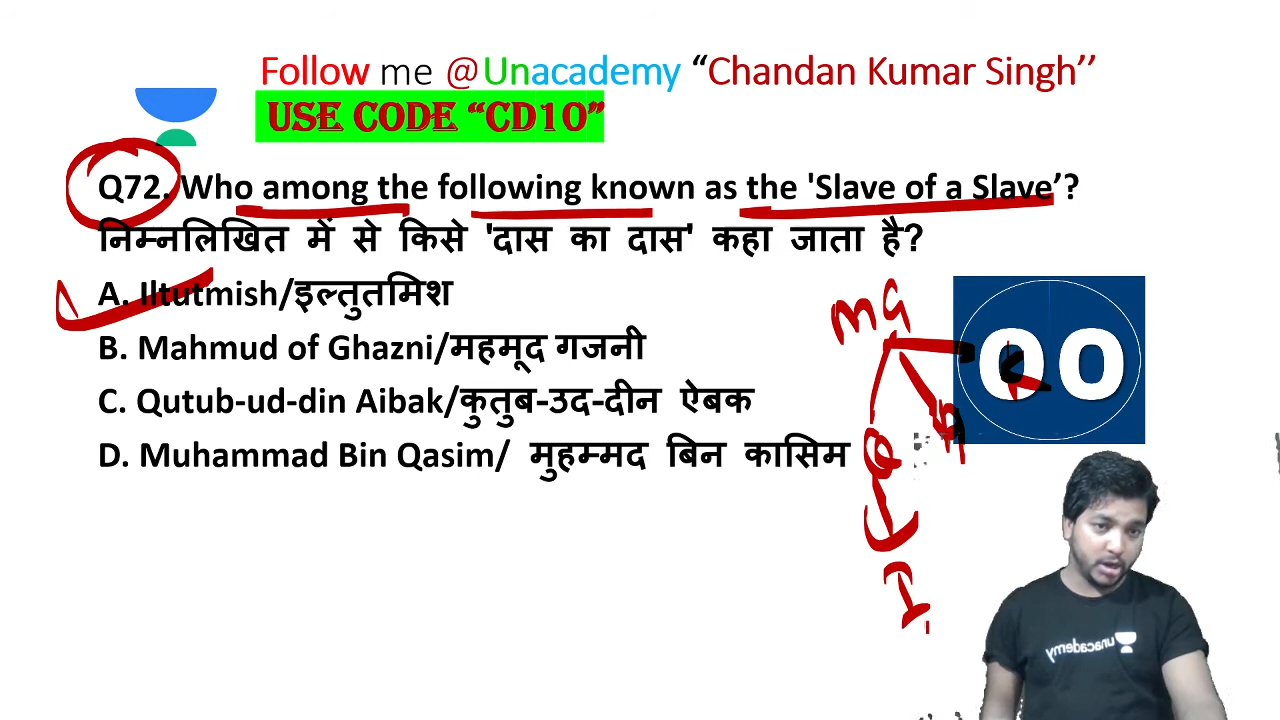 Follow me @Unacademy “Chandan Kumar Singh’’
USE CODE “CD10”
Q72. Who among the following known as the 'Slave of a Slave’?
निम्नलिखित में से किसे 'दास का दास' कहा जाता है?
A. Iltutmish/इल्तुतमिश
B. Mahmud of Ghazni/महमूद गजनी
C. Qutub-ud-din Aibak/कुतुब-उद-दीन ऐबक
D. Muhammad Bin Qasim/ मुहम्मद बिन कासिम
MG
Q
I
unacademy